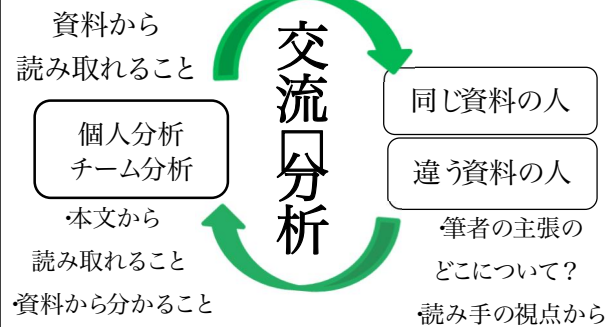 資料から
読み取れること
個人分析
チーム分析
・本文から
読み取れること
・資料から分かること
交流□分析
同じ資料の人
違う資料の人
・筆者の主張の
どこについて？
・読み手の視点から